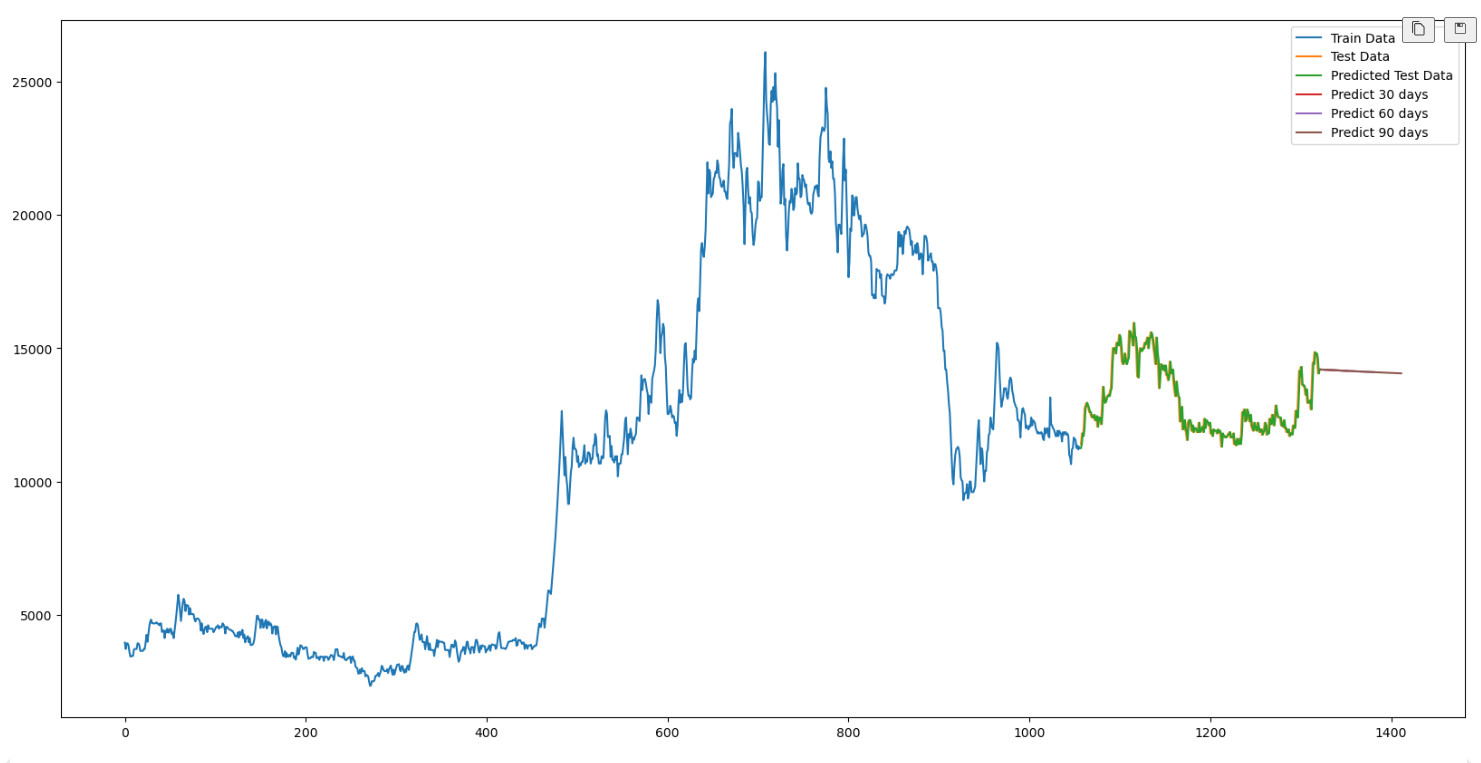 Train Data
Test Data
Predicted Test Data
Predict 30 days
Predict 60 days
Predict 90 days
25000
20000
15000
10000
5000
0 200 400 600 800 1000 1200 1400